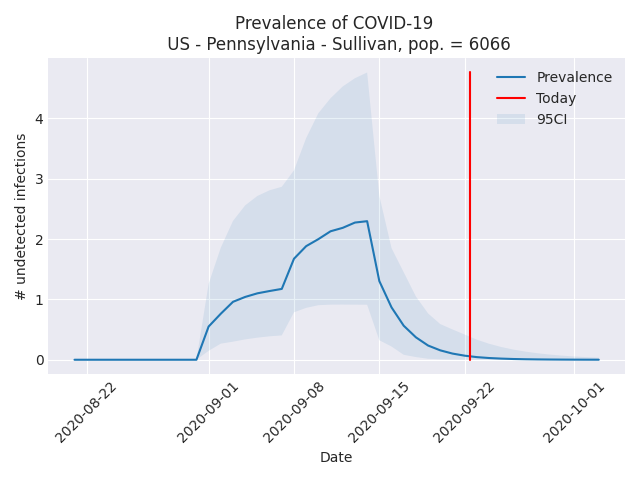 Prevalence of COVID-19
US - Pennsylvania - Sullivan, pop. = 6066
Prevalence
Today
95CI
# undetected infections
4
3
2
1
0
2020-08-22
2020-09-01
2020-09-08
2020-09-15
2020-09-22
2020-10-01
Date